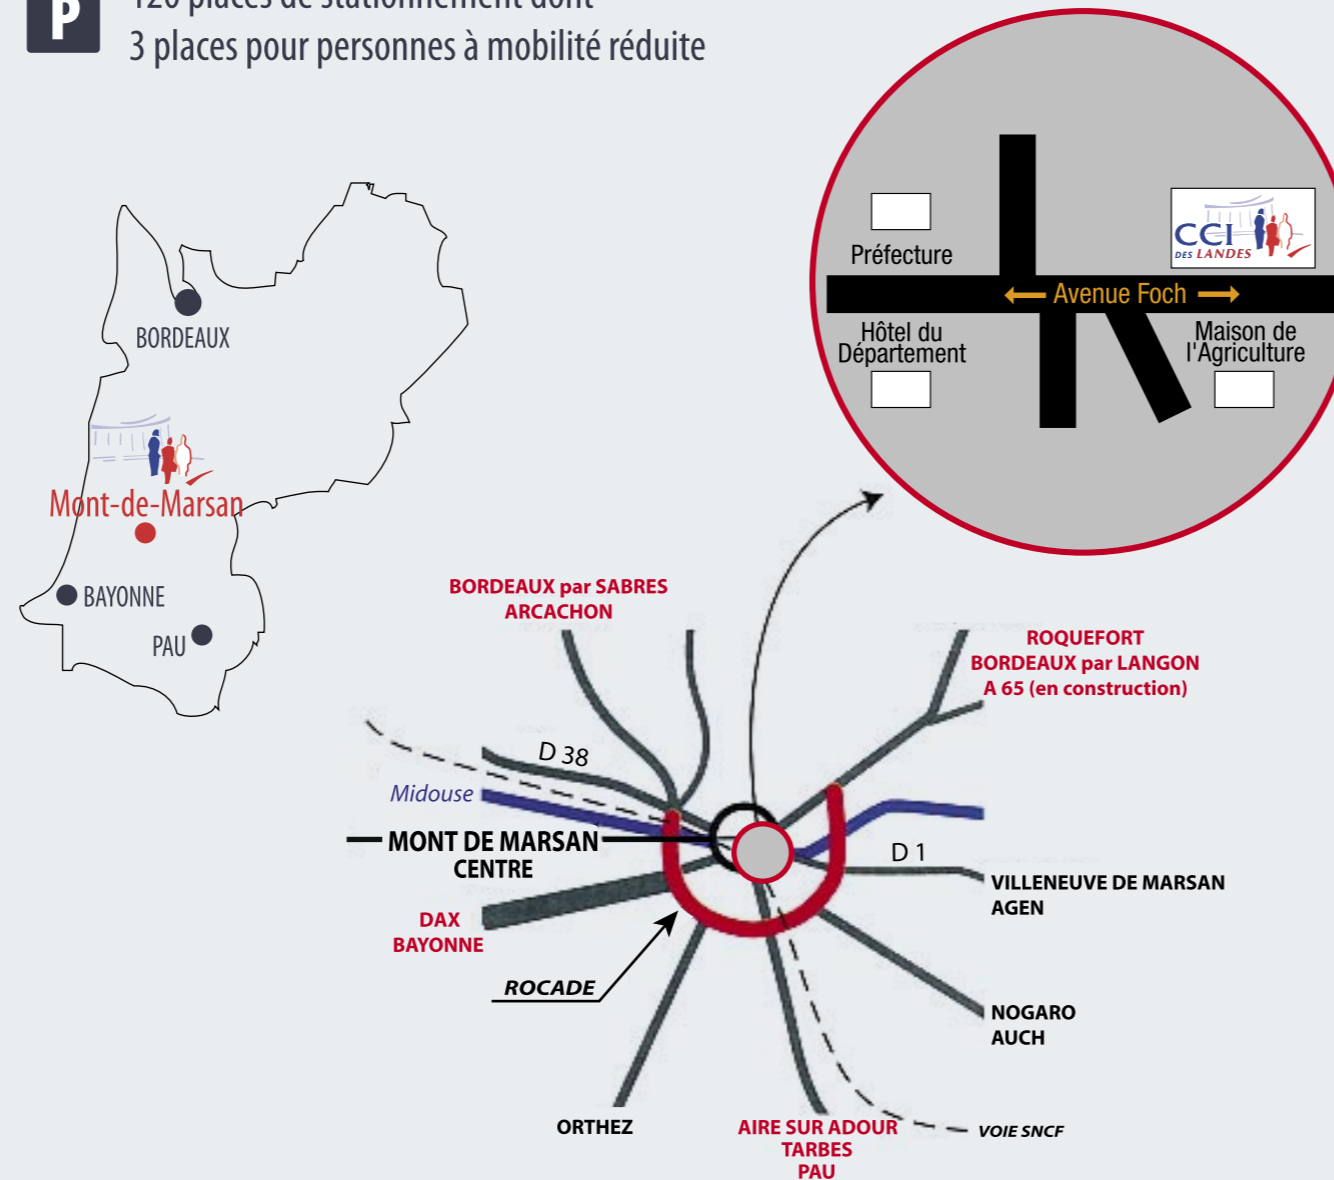 P
120 places de stationnement dont
3 places pour personnes à mobilité réduite
BORDEAUX
Mont-de-Marsan
BAYONNE
PAU
Préfecture
CCI
DES LANDES
Avenue Foch
Hôtel du
Département
Maison de
l'Agriculture
BORDEAUX par SABRES
ARCACHON
ROQUEFORT
BORDEAUX par LANGON
A 65 (en construction)
D 38
Midouse
MONT DE MARSAN
CENTRE
D 1
VILLENEUVE DE MARSAN
AGEN
DAX
BAYONNE
ROCADE
NOGARO
AUCH
ORTHEZ
AIRE SUR ADOUR
TARBES
PAU
VOIE SNCF